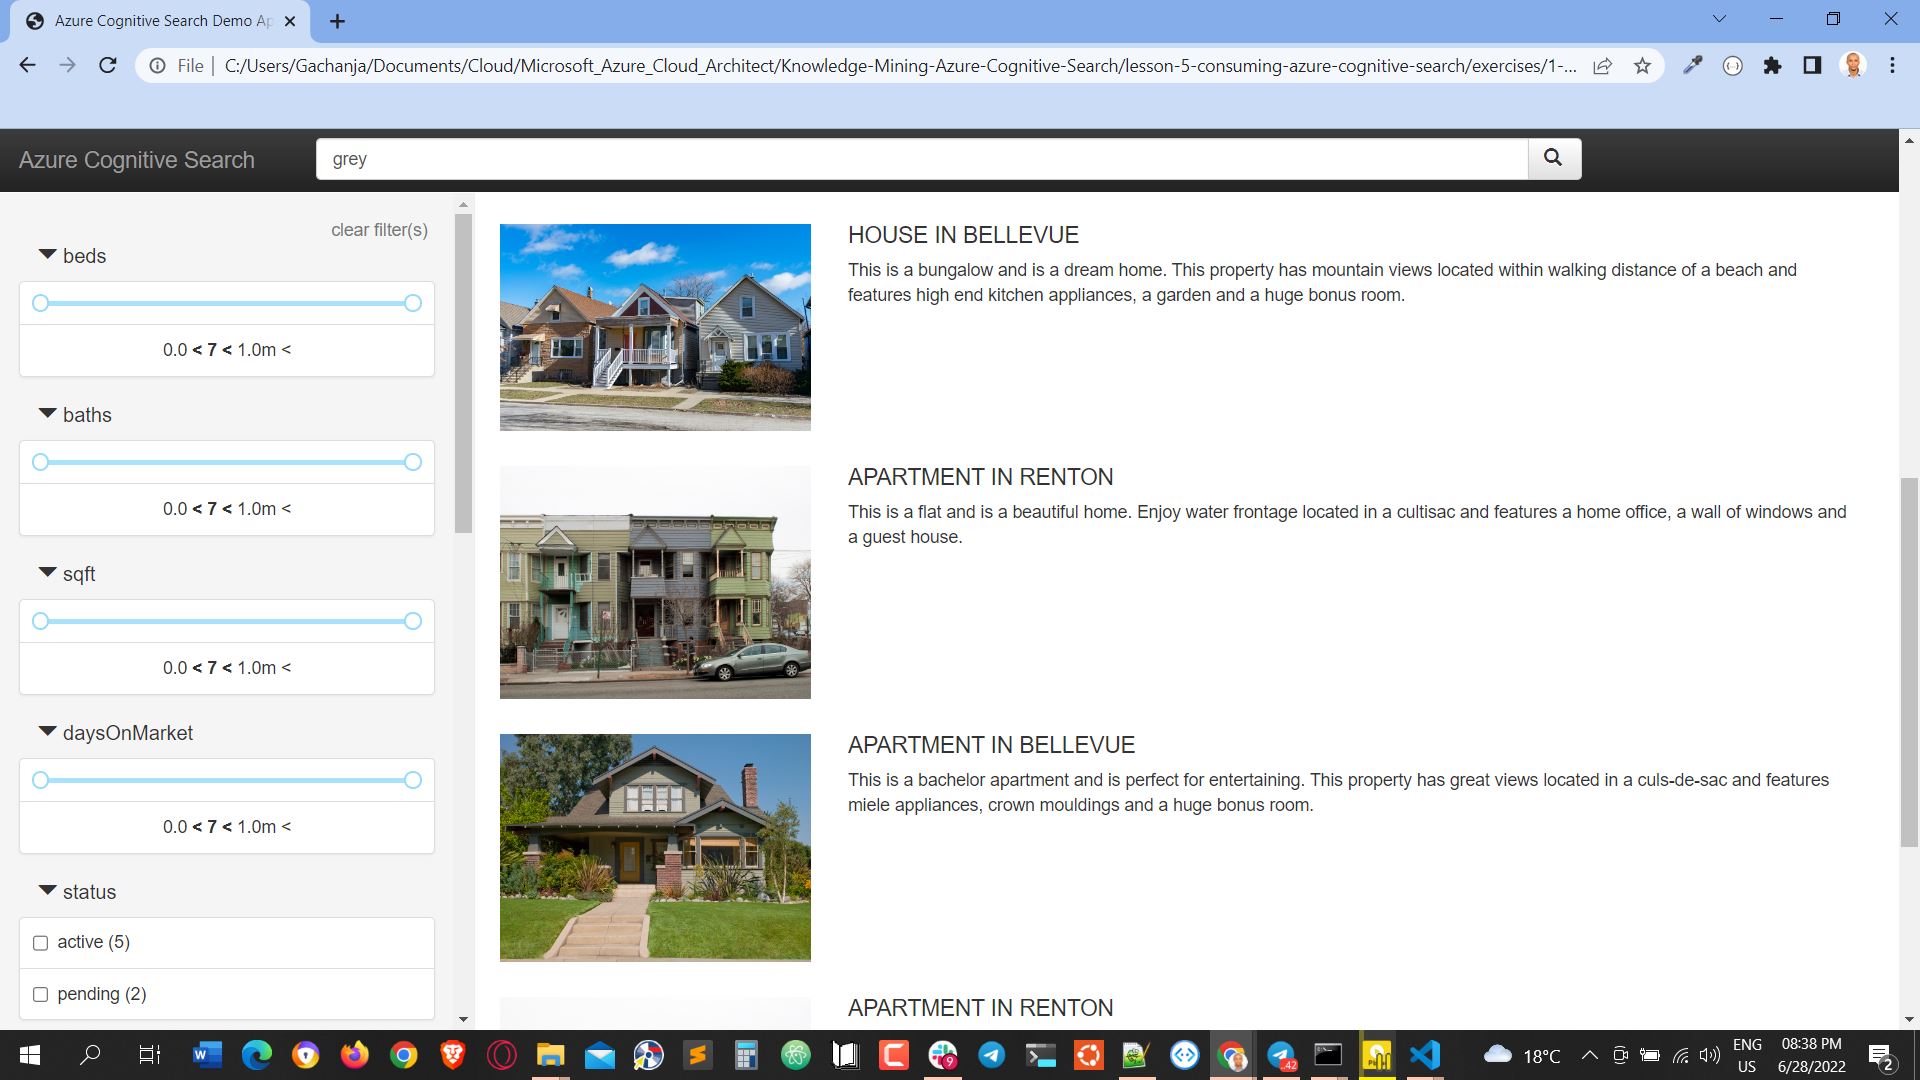 Azure Cognitive Search Demo Ap
File
C:/Users/Gachanja/Documents/Cloud/Microsoft_Azure_Cloud_Architect/Knowledge-Mining-Azure-Cognitive-Search/lesson-5-consuming-azure-cognitive-search/exercises/1-...
Azure Cognitive Search
grey
clear filter(s)
beds
0.0 < 7 < 1.0m <
baths
0.0 < 7 < 1.0m <
sqft
0.0 < 7 < 1.0m <
daysOnMarket
0.0 < 7 < 1.0m <
status
active (5)
pending (2)
HOUSE IN BELLEVUE
This is a bungalow and is a dream home. This property has mountain views located within walking distance of a beach and
features high end kitchen appliances, a garden and a huge bonus room.
APARTMENT IN RENTON
This is a flat and is a beautiful home. Enjoy water frontage located in a cultisac and features a home office, a wall of windows and
a guest house.
APARTMENT IN BELLEVUE
This is a bachelor apartment and is perfect for entertaining. This property has great views located in a culs-de-sac and features
miele appliances, crown mouldings and a huge bonus room.
APARTMENT IN RENTON
9
.42
18°C
ENG
US
08:38 PM
6/28/2022
2